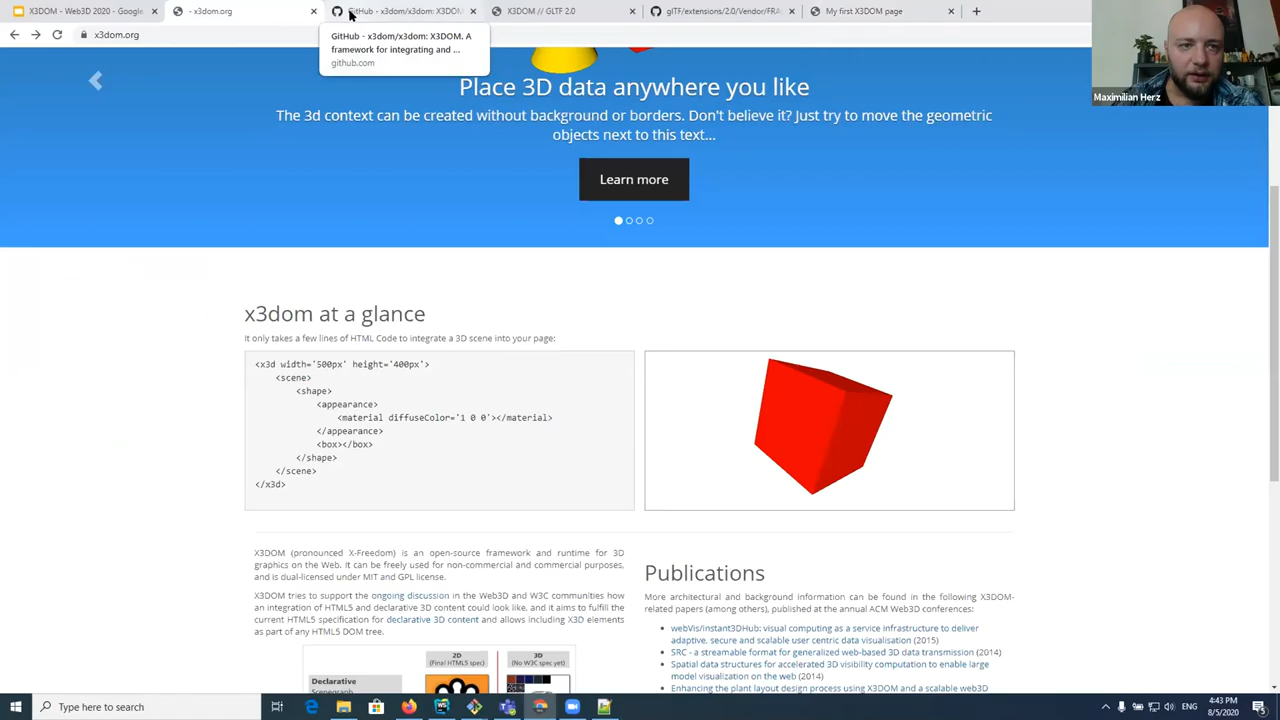 X3DOM - Web3D 2020 - Google
- x3dom.org
GitHub - x3dom/x3dom: X3DOM
X3DOM // GLTF 2.0
glTF/extensions/2.0/Vendor/FRA
My first X3DOM page
x3dom.org
GitHub - x3dom/x3dom: X3DOM. A
framework for integrating and ...
github.com
Maximilian Herz
Place 3D data anywhere you like
The 3d context can be created without background or borders. Don't believe it? Just try to move the geometric
objects next to this text...
Learn more
x3dom at a glance
It only takes a few lines of HTML Code to integrate a 3D scene into your page:
<x3d width='500px' height='400px'>
<scene>
<shape>
<appearance>
<material diffuseColor='1 0 0'></material>
</appearance>
<box></box>
</shape>
</scene>
</x3d>
X3DOM (pronounced X-Freedom) is an open-source framework and runtime for 3D
graphics on the Web. It can be freely used for non-commercial and commercial purposes,
and is dual-licensed under MIT and GPL license.
X3DOM tries to support the ongoing discussion in the Web3D and W3C communities how
an integration of HTML5 and declarative 3D content could look like, and it aims to fulfill the
current HTML5 specification for declarative 3D content and allows including X3D elements
as part of any HTML5 DOM tree.
2D
(Final HTML5 spec)
3D
(No W3C spec yet)
Declarative
Scenegraph
Publications
More architectural and background information can be found in the following X3DOM-
related papers (among others), published at the annual ACM Web3D conferences:
webVis/instant3DHub: visual computing as a service infrastructure to deliver
adaptive, secure and scalable user centric data visualisation (2015)
SRC - a streamable format for generalized web-based 3D data transmission (2014)
Spatial data structures for accelerated 3D visibility computation to enable large
model visualization on the web (2014)
Enhancing the plant layout design process using X3DOM and a scalable web3D
Type here to search
4:43 PM
8/5/2020